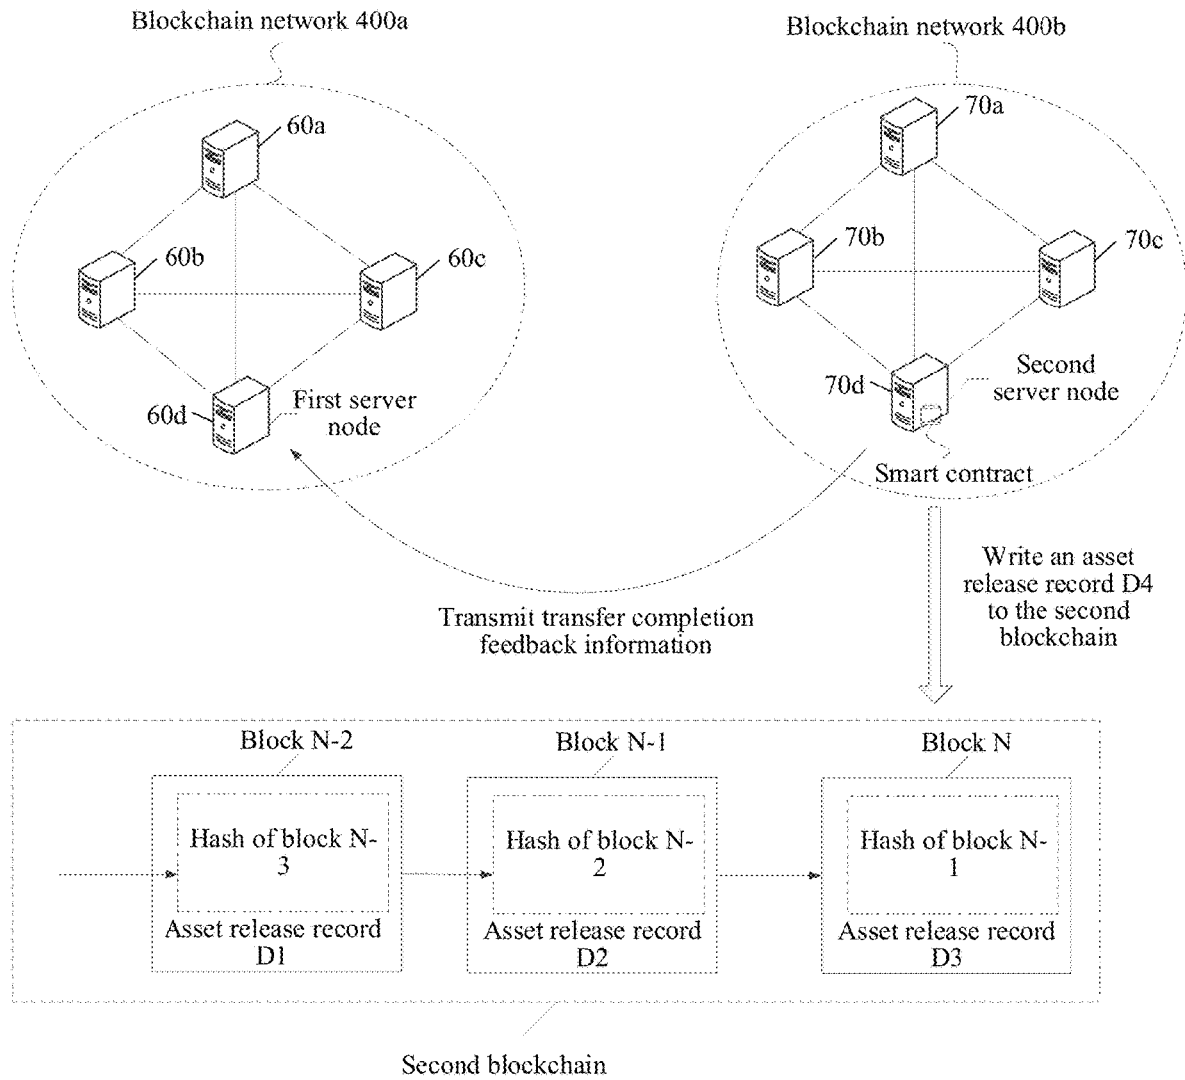 Blockchain network 400a
Blockchain network 400b
60a
60b
60c
60d
First server
node
70a
70b
70c
70d
Second
server node
Smart contract
Transmit transfer completion
feedback information
Write an asset
release record D4
to the second
blockchain
Block N-2
Hash of block N-
3
Asset release record
D1
Block N-1
Hash of block N-
2
Asset release record
D2
Block N
Hash of block N-
1
Asset release record
D3
Second blockchain